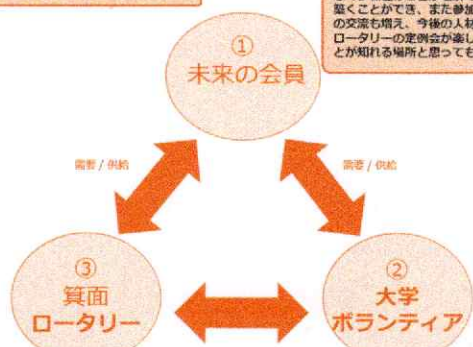 築くことができ、また参加
の交流も増え、今後の人材
ロータリーの定例会が楽し
とが知れる場所と思っても
①
未来の会員
需要 / 供給
需要 / 供給
③
箕面
ロータリー
②
大学
ボランティア